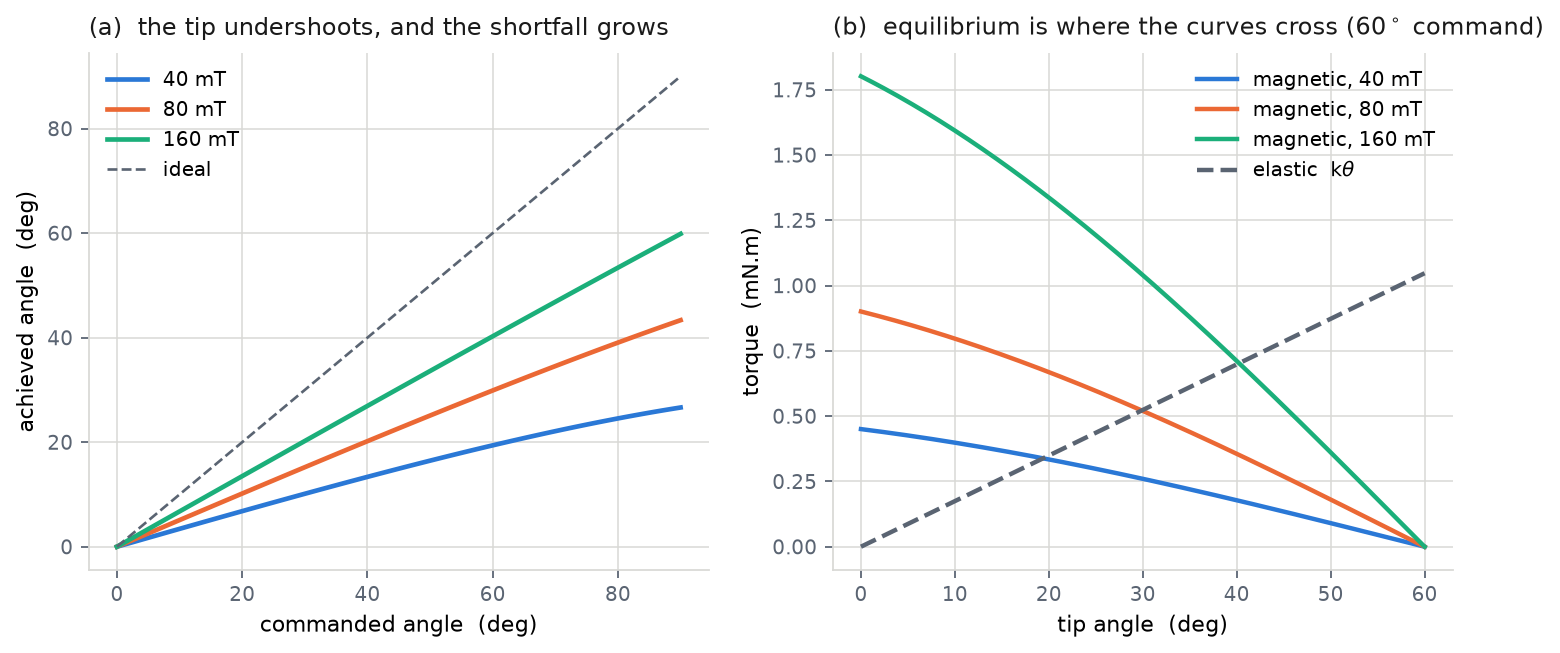 (a)  the tip undershoots, and the shortfall grows
40 mT
80 mT
160 mT
ideal
achieved angle  (deg)
80
60
40
20
0
0 20 40 60 80
commanded angle  (deg)
(b)  equilibrium is where the curves cross (60° command)
magnetic, 40 mT
magnetic, 80 mT
magnetic, 160 mT
elastic  kθ
torque  (mN.m)
1.75
1.50
1.25
1.00
0.75
0.50
0.25
0.00
0 10 20 30 40 50 60
tip angle  (deg)